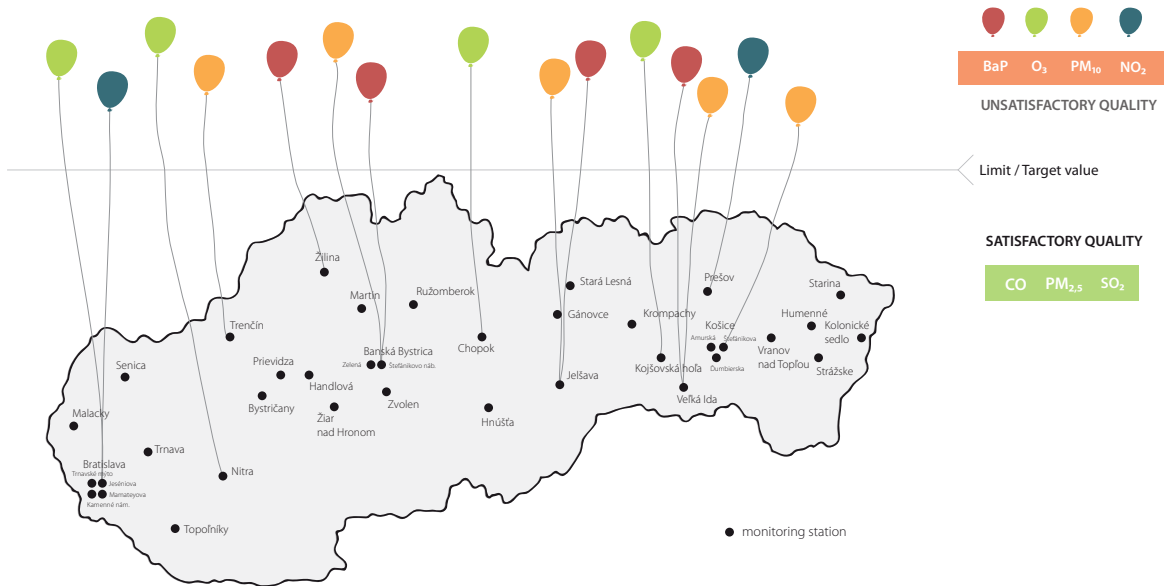 BaP O₃ PM₁₀ NO₂
UNSATISFACTORY QUALITY
Limit / Target value
SATISFACTORY QUALITY
CO PM₂,₅ SO₂
Žilina
Martin
Ružomberok
Stará Lesná
Prešov
Starina
Gánovce
Krompachy
Košice
Humenné
Kolonické
sedlo
Trenčín
Amurská
Štefánikova
Ďumbierska
Banská Bystrica
Zelená
Štefánikovo náb.
Chopok
Vranov
nad Topľou
Strážske
Senica
Prievidza
Handlová
Jelšava
Kojšovská hoľa
Veľká Ida
Bystričany
Zvolen
Malacky
Žiar
nad Hronom
Hnúšťa
Trnava
Bratislava
Trnavské mýto
Jeséniova
Mamateyova
Kamenné nám.
Nitra
Topoľníky
monitoring station